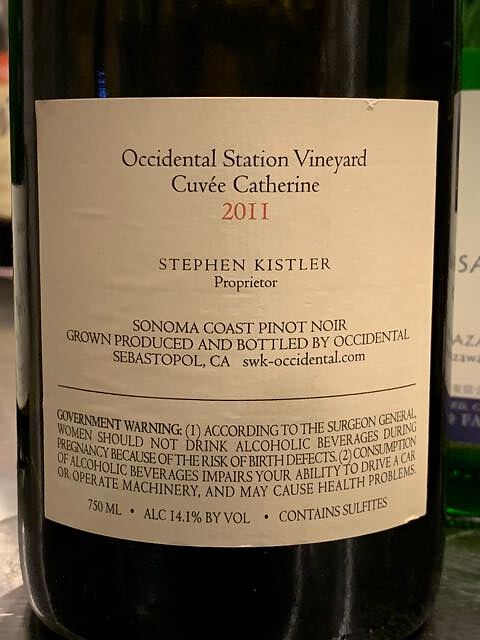 Occidental Station Vineyard
Cuvée Catherine
2011
STEPHEN KISTLER
Proprietor
SONOMA COAST PINOT NOIR
GROWN PRODUCED AND BOTTLED BY OCCIDENTAL
SEBASTOPOL, CA swk-occidental.com
GOVERNMENT WARNING: (1) ACCORDING TO THE SURGEON GENERAL,
WOMEN SHOULD NOT DRINK ALCOHOLIC BEVERAGES DURING
PREGNANCY BECAUSE OF THE RISK OF BIRTH DEFECTS. (2) CONSUMPTION
OF ALCOHOLIC BEVERAGES IMPAIRS YOUR ABILITY TO DRIVE A CAR
OR OPERATE MACHINERY, AND MAY CAUSE HEALTH PROBLEMS.
750 ML • ALC 14.1% BY VOL • CONTAINS SULFITES